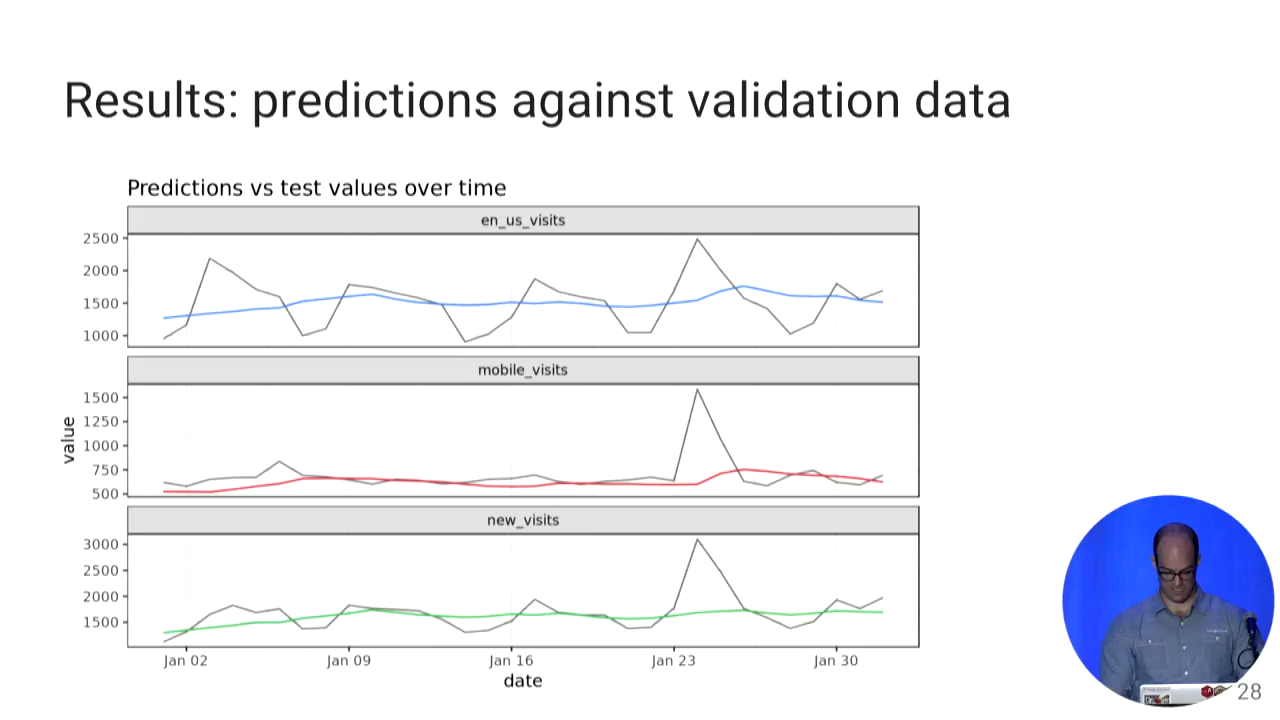 Results: predictions against validation data
Predictions vs test values over time
en_us_visits
2500
2000
1500
1000
mobile_visits
1500
1250
1000
750
500
value
new_visits
3000
2500
2000
1500
Jan 02
Jan 09
Jan 16
Jan 23
Jan 30
date
28